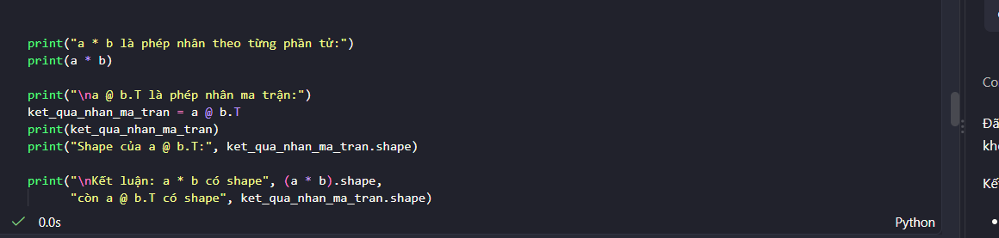 print("a * b là phép nhân theo từng phần tử:")
print(a * b)
print("\na @ b.T là phép nhân ma trận:")
ket_qua_nhan_ma_tran = a @ b.T
print(ket_qua_nhan_ma_tran)
print("Shape của a @ b.T:", ket_qua_nhan_ma_tran.shape)
print("\nKết luận: a * b có shape", (a * b).shape,
"còn a @ b.T có shape", ket_qua_nhan_ma_tran.shape)
0.0s
Python
Co
Đã
Kế